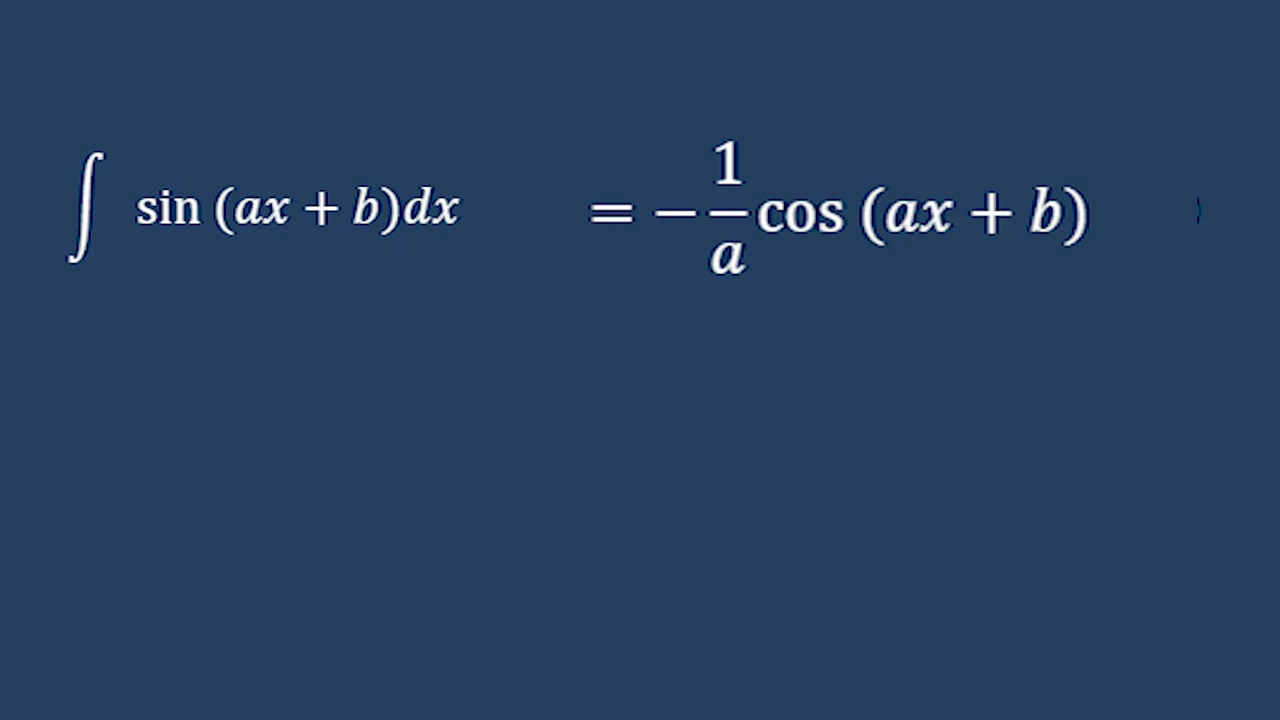 ∫ sin (ax + b)dx = −1/a cos (ax + b)